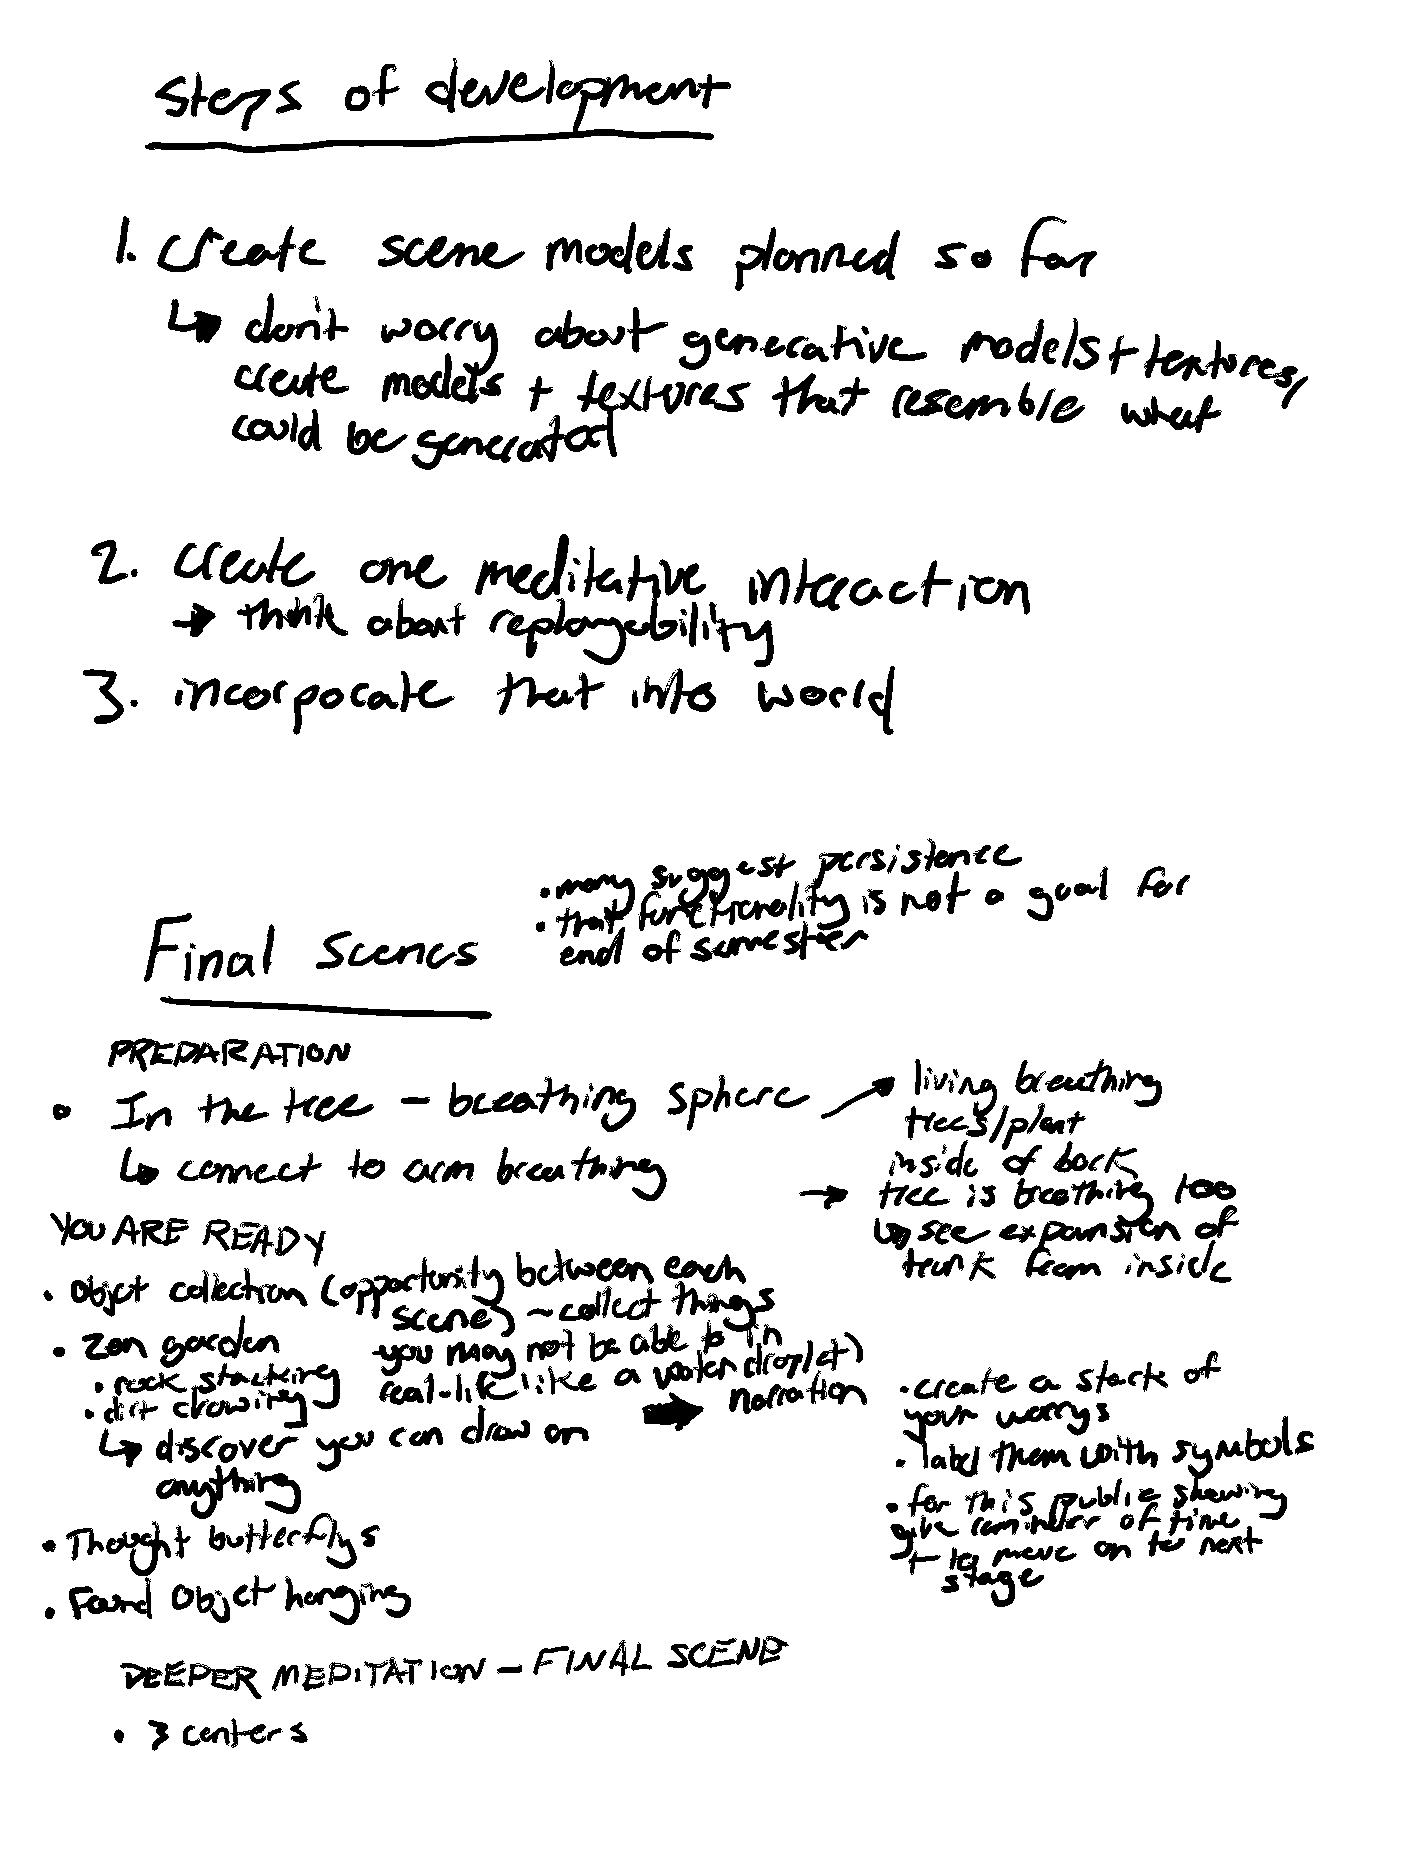 Steps of development
1. create scene models planned so far
↳ don't worry about generative models + textures,
create models + textures that resemble what
could be generated
2. create one meditative interaction
→ think about replayability
3. incorporate that into world
Final Scenes
• many suggest persistence
• that functionality is not a goal for
end of semester
PREPARATION
• In the tree – breathing sphere
↳ connect to arm breathing
living breathing
trees/plant
inside of bark
→ tree is breathing too
↳ see expansion of
trunk from inside
YOU ARE READY
• Objet collection (opportunity between each
scene) ~ collect things
you may not be able to in
real-life like a water droplet)
• Zen garden
• rock stacking
• dirt drawing
↳ discover you can draw on
anything
→ narration
• create a stack of
your worrys
• label them with symbols
• for this public showing
give reminder of time
+ to move on to next
stage
• Thought butterflys
• Found Objet hanging
DEEPER MEDITATION – FINAL SCENE
• 3 centers